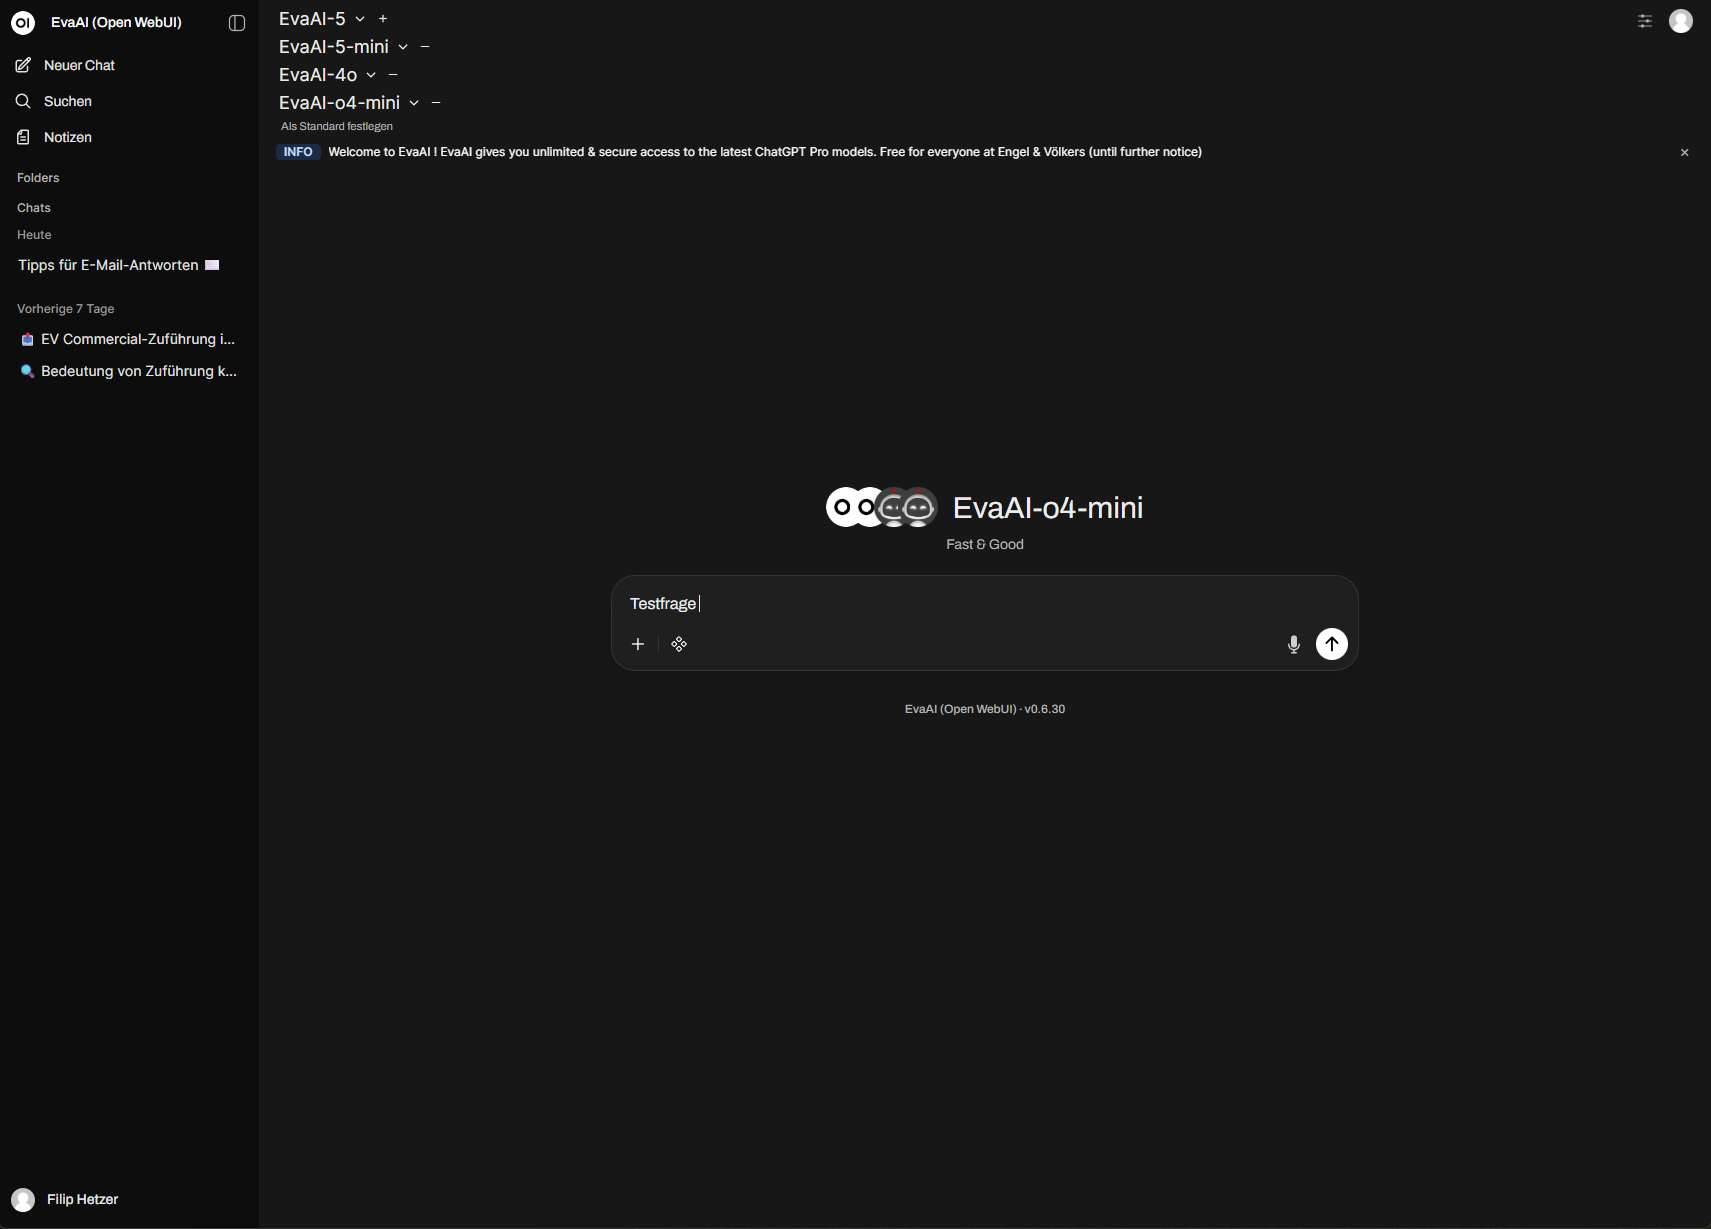 OI EvaAI (Open WebUI)
Neuer Chat
Suchen
Notizen
Folders
Chats
Heute
Tipps für E-Mail-Antworten
Vorherige 7 Tage
EV Commercial-Zuführung i...
Bedeutung von Zuführung k...
Filip Hetzer
EvaAI-5
EvaAI-5-mini
EvaAI-4o
EvaAI-o4-mini
Als Standard festlegen
INFO Welcome to EvaAI ! EvaAI gives you unlimited & secure access to the latest ChatGPT Pro models. Free for everyone at Engel & Völkers (until further notice)
EvaAI-o4-mini
Fast & Good
Testfrage
EvaAI (Open WebUI) · v0.6.30